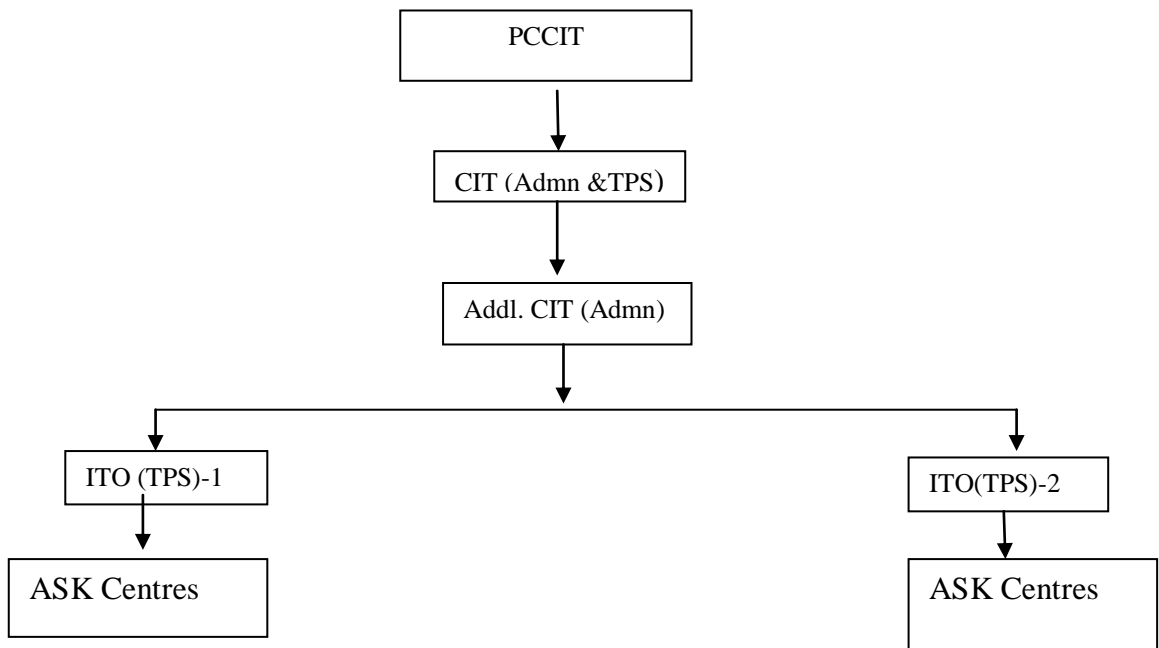 PCCIT
CIT (Admn &TPS)
Addl. CIT (Admn)
ITO (TPS)-1
ITO(TPS)-2
ASK Centres
ASK Centres